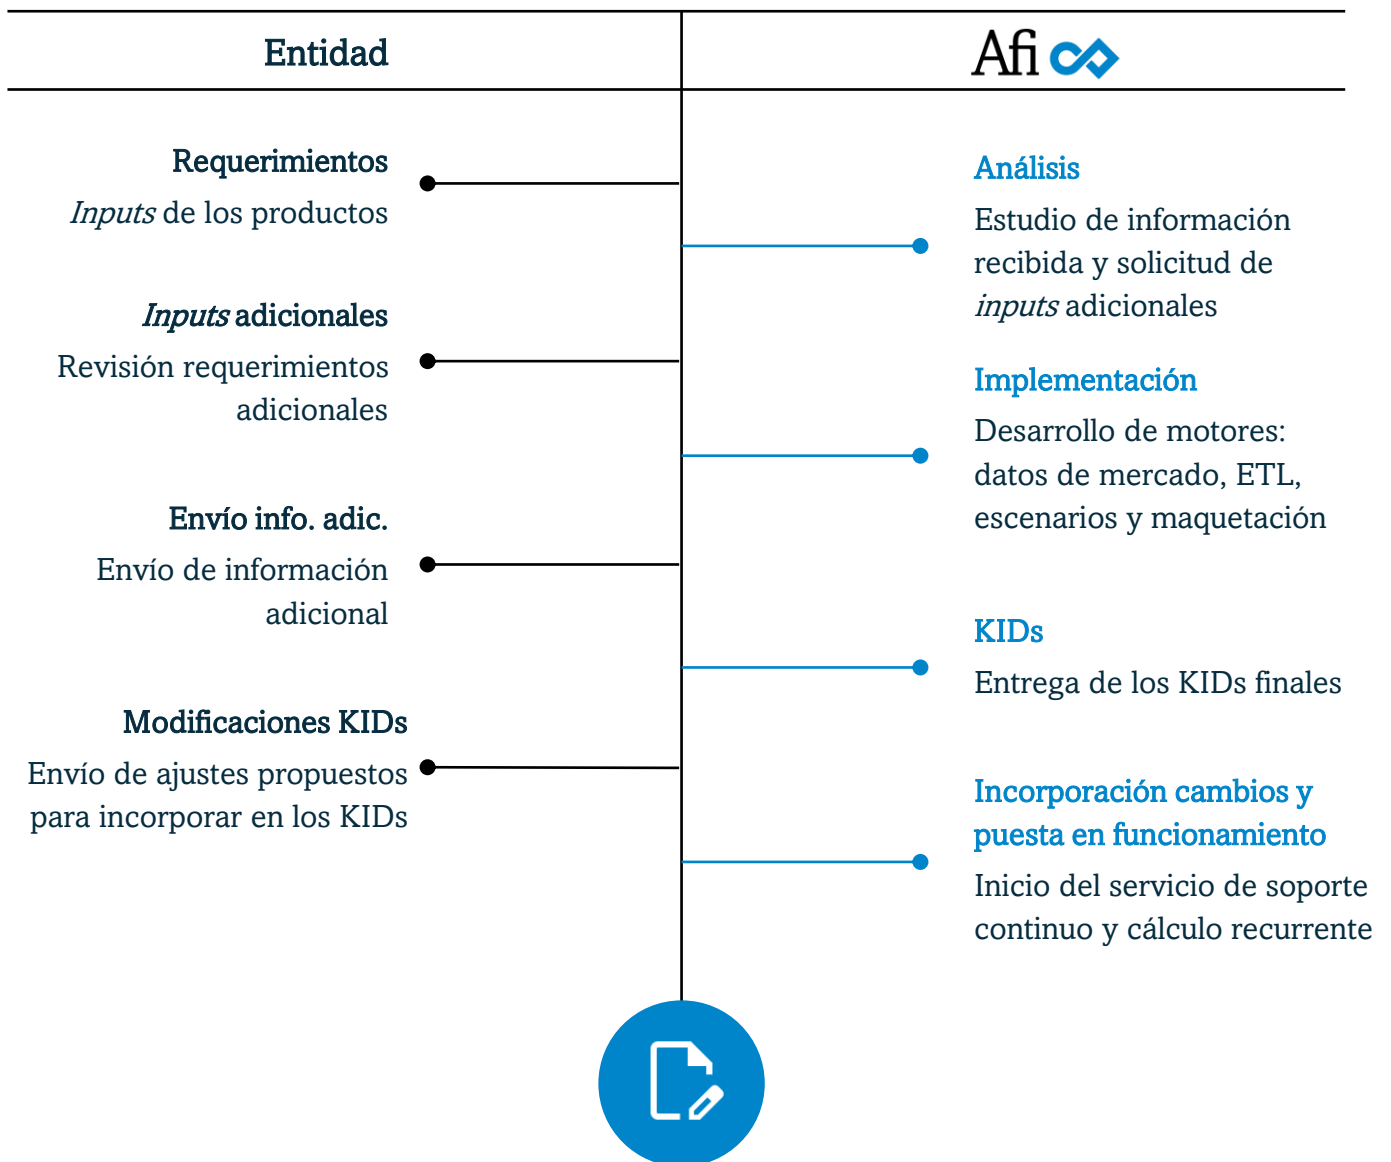 Entidad
Afi
Requerimientos
Inputs de los productos
Análisis
Estudio de información
recibida y solicitud de
inputs adicionales
Inputs adicionales
Revisión requerimientos
adicionales
Implementación
Desarrollo de motores:
datos de mercado, ETL,
escenarios y maquetación
Envío info. adic.
Envío de información
adicional
KIDs
Entrega de los KIDs finales
Modificaciones KIDs
Envío de ajustes propuestos
para incorporar en los KIDs
Incorporación cambios y
puesta en funcionamiento
Inicio del servicio de soporte
continuo y cálculo recurrente